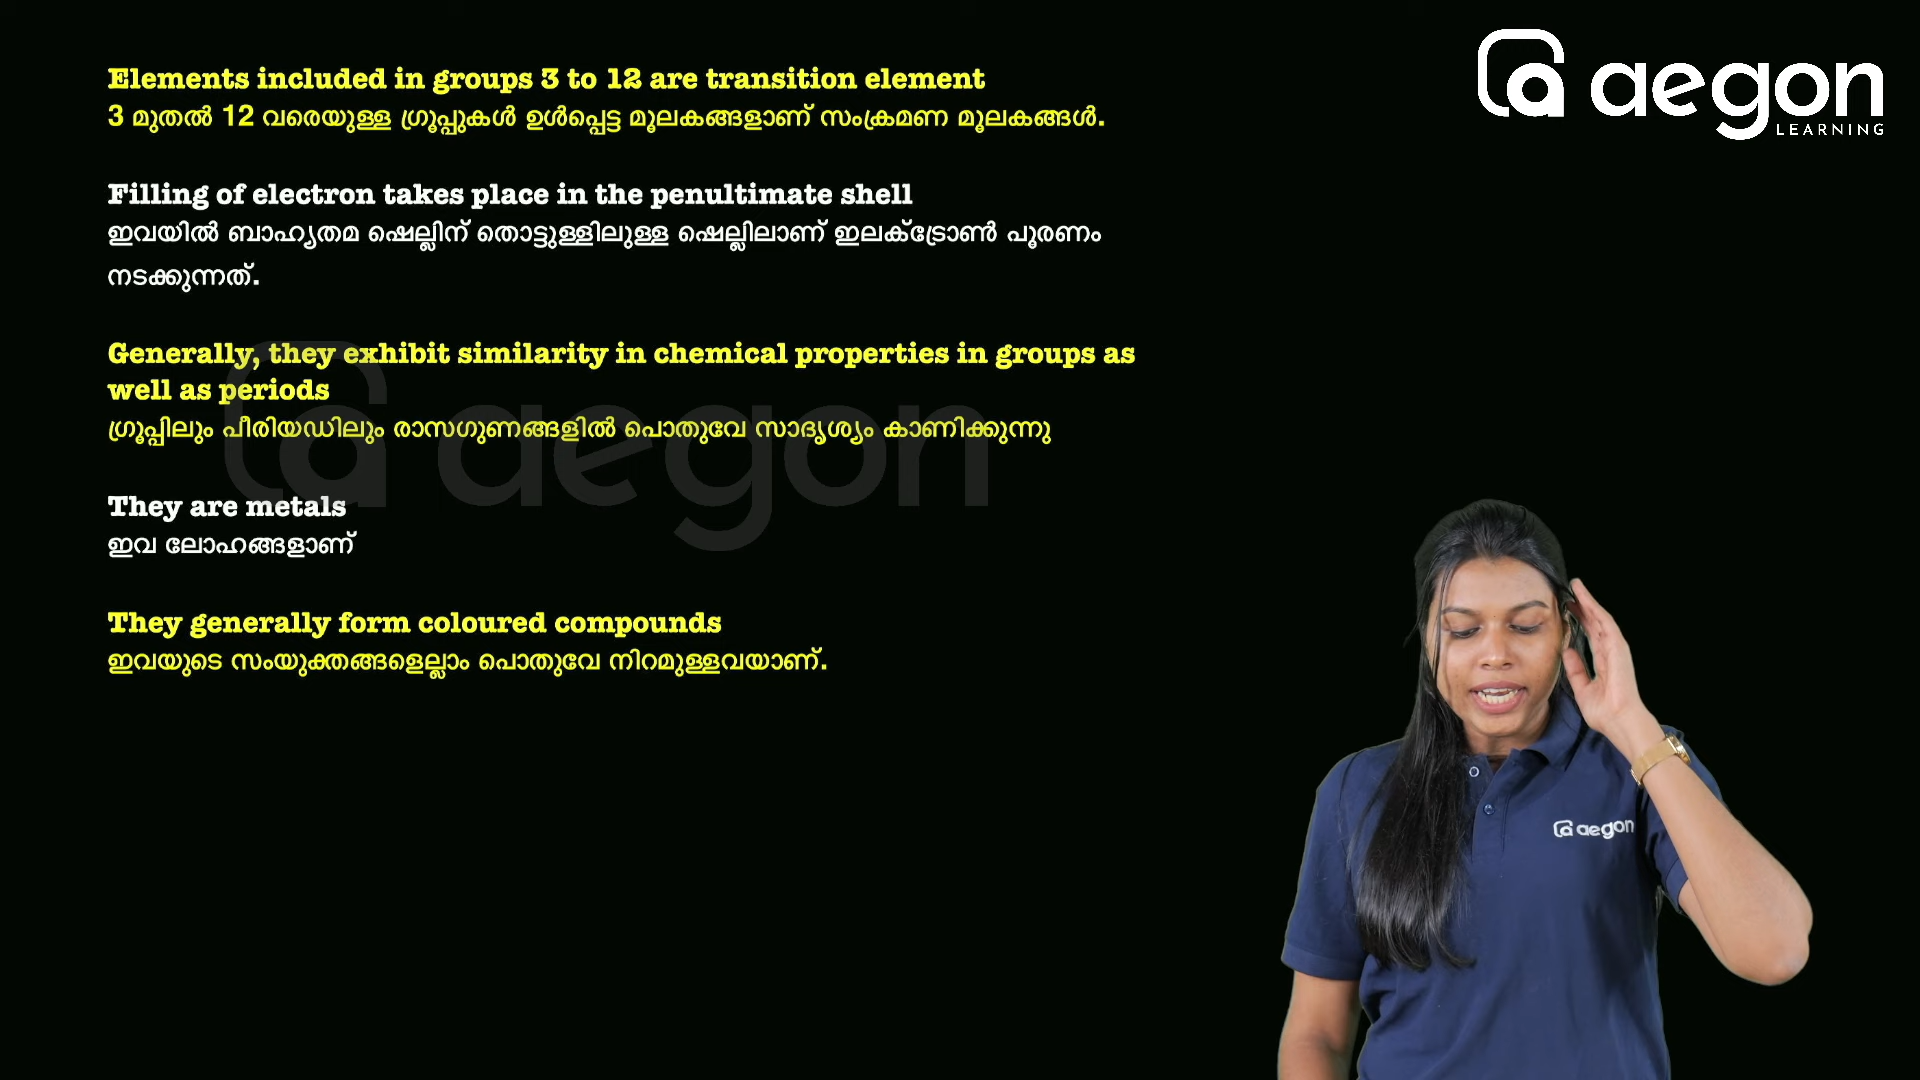 aegon
LEARNING
Elements included in groups 3 to 12 are transition element
3 മുതൽ 12 വരെയുള്ള ഗ്രൂപ്പുകൾ ഉൾപ്പെട്ട മൂലകങ്ങളാണ് സംക്രമണ മൂലകങ്ങൾ.
Filling of electron takes place in the penultimate shell
ഇവയിൽ ബാഹ്യതമ ഷെല്ലിന് തൊട്ടുള്ളിലുള്ള ഷെല്ലിലാണ് ഇലക്ട്രോൺ പൂരണം
നടക്കുന്നത്.
Generally, they exhibit similarity in chemical properties in groups as
well as periods
ഗ്രൂപ്പിലും പീരിയഡിലും രാസഗുണങ്ങളിൽ പൊതുവേ സാദൃശ്യം കാണിക്കുന്നു
aegon
They are metals
ഇവ ലോഹങ്ങളാണ്
They generally form coloured compounds
ഇവയുടെ സംയുക്തങ്ങളെല്ലാം പൊതുവേ നിറമുള്ളവയാണ്.
aegon